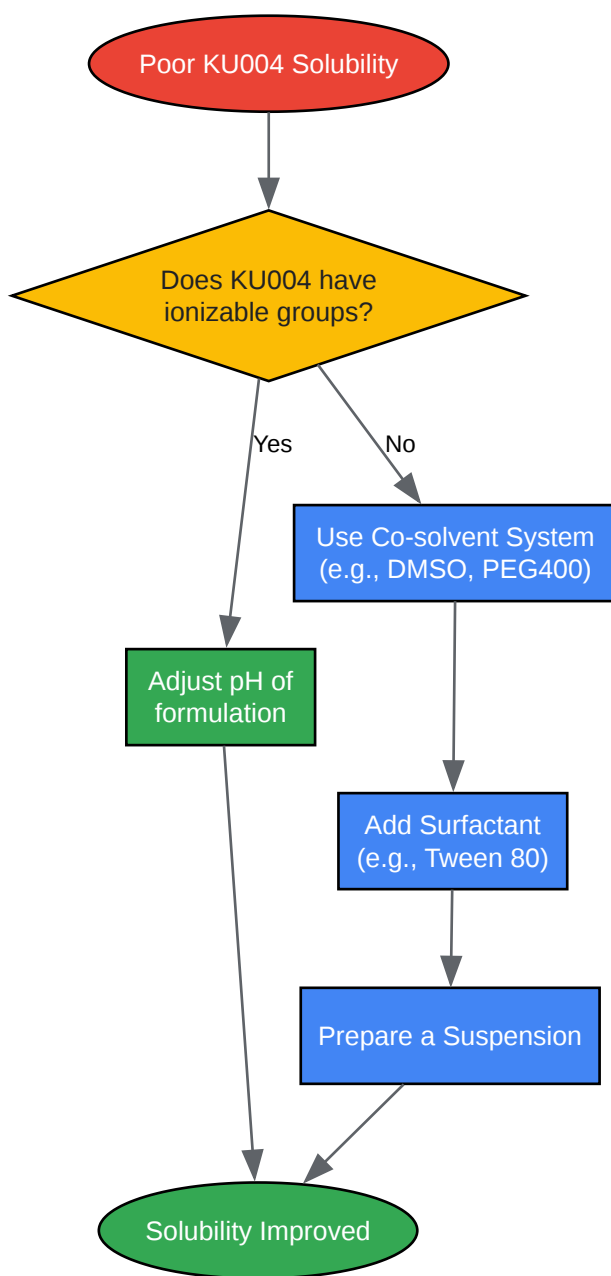 Poor KU004 Solubility
Does KU004 have
ionizable groups?
Yes
No
Use Co-solvent System
(e.g., DMSO, PEG400)
Adjust pH of
formulation
Add Surfactant
(e.g., Tween 80)
Prepare a Suspension
Solubility Improved